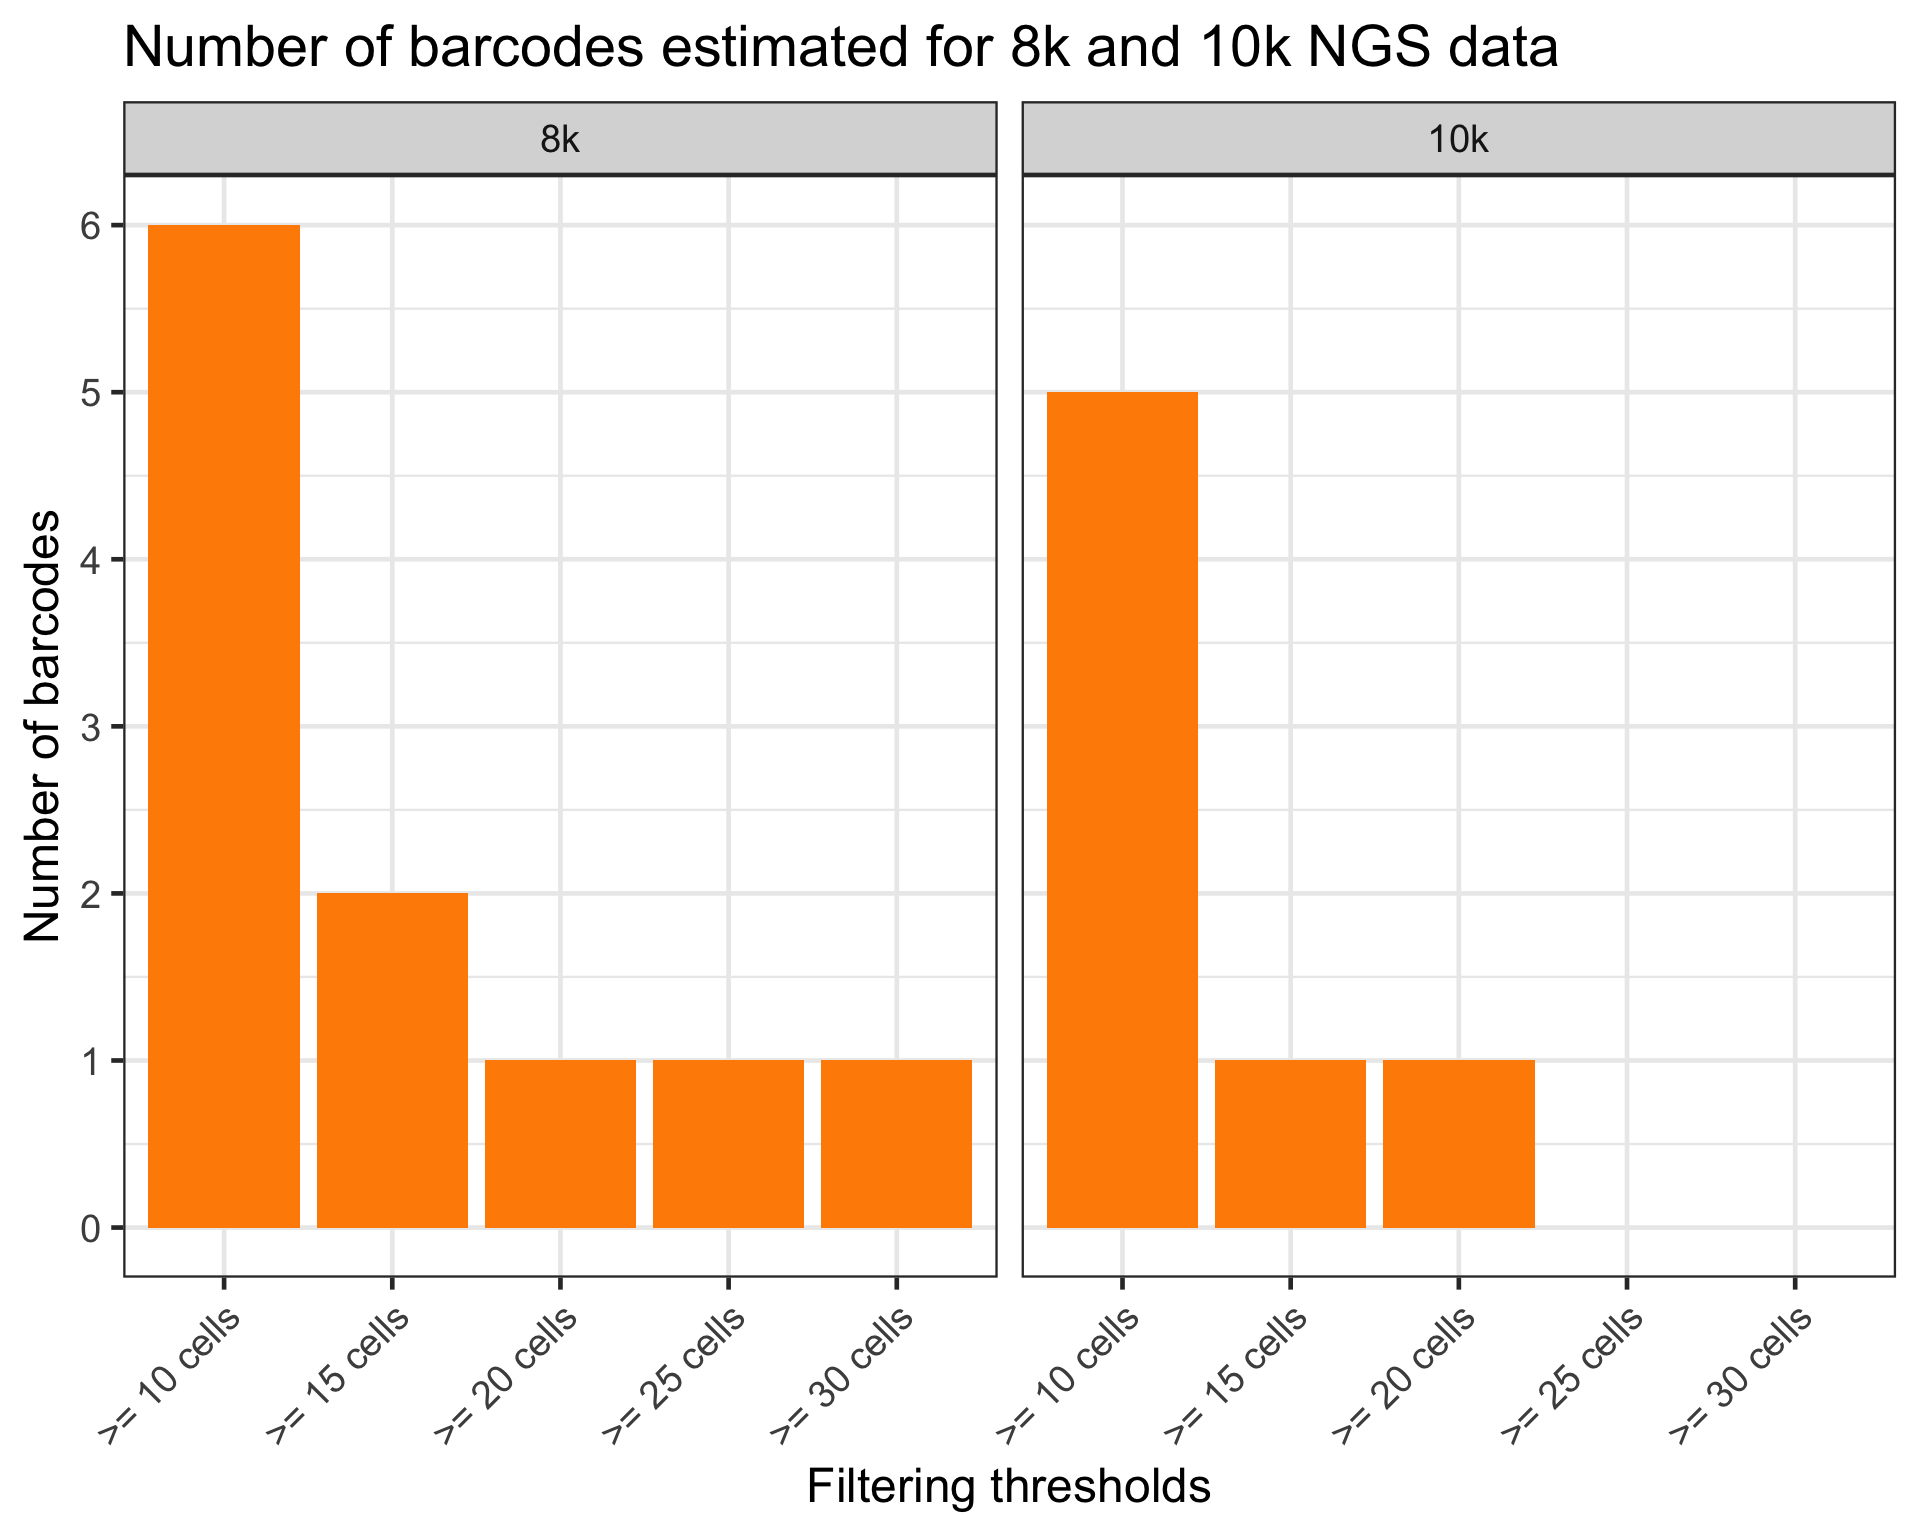 Number of barcodes estimated for 8k and 10k NGS data
8k
10k
Number of barcodes
6
5
4
3
2
1
0
>= 10 cells
>= 15 cells
>= 20 cells
>= 25 cells
>= 30 cells
>= 10 cells
>= 15 cells
>= 20 cells
>= 25 cells
>= 30 cells
Filtering thresholds